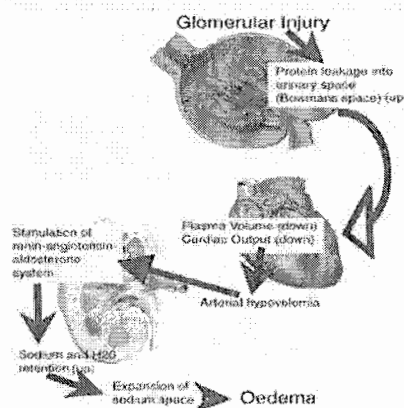 Glomerular Injury
Protein leakage into
urinary space
(Bowmans space) (up)
Plasma Volume (down)
Cardiac Output (down)
Stimulation of
renin-angiotensin
aldosterone
system
Arterial hypovolemia
Sodium and H20
retention (up)
Expansion of
sodium space
Oedema